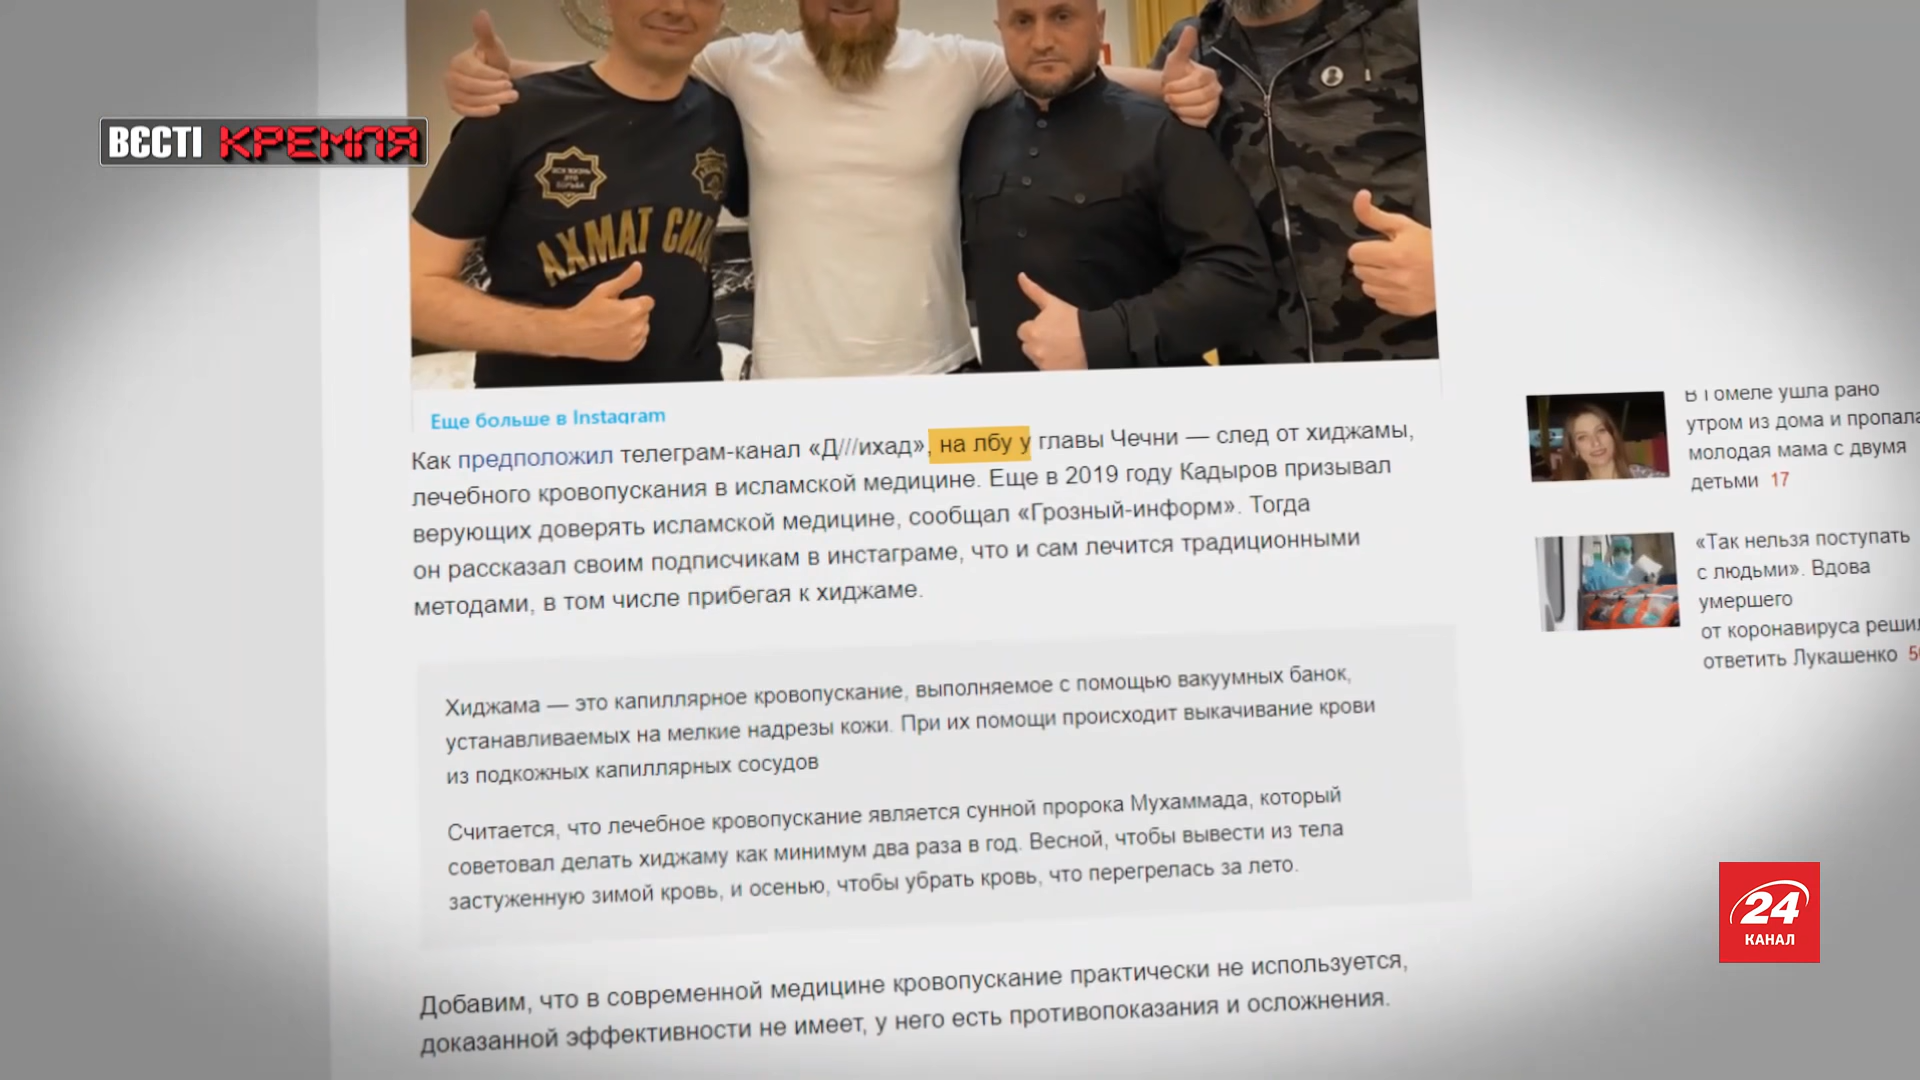 ВЄСТІ КРЕМЛЯ
ВСЯ ЖИЗНЬ
ЭТО
БОРЬБА
АХМАТ СИЛА
Еще больше в Instagram
Как предположил телеграм-канал «Д///ихад», на лбу у главы Чечни — след от хиджамы,
лечебного кровопускания в исламской медицине. Еще в 2019 году Кадыров призывал
верующих доверять исламской медицине, сообщал «Грозный-информ». Тогда
он рассказал своим подписчикам в инстаграме, что и сам лечится традиционными
методами, в том числе прибегая к хиджаме.
Хиджама — это капиллярное кровопускание, выполняемое с помощью вакуумных банок,
устанавливаемых на мелкие надрезы кожи. При их помощи происходит выкачивание крови
из подкожных капиллярных сосудов
Считается, что лечебное кровопускание является сунной пророка Мухаммада, который
советовал делать хиджаму как минимум два раза в год. Весной, чтобы вывести из тела
застуженную зимой кровь, и осенью, чтобы убрать кровь, что перегрелась за лето.
Добавим, что в современной медицине кровопускание практически не используется,
доказанной эффективности не имеет, у него есть противопоказания и осложнения.
В Гомеле ушла рано
утром из дома и пропала
молодая мама с двумя
детьми 17
«Так нельзя поступать
с людьми». Вдова
умершего
от коронавируса решил
ответить Лукашенко 5
24
КАНАЛ